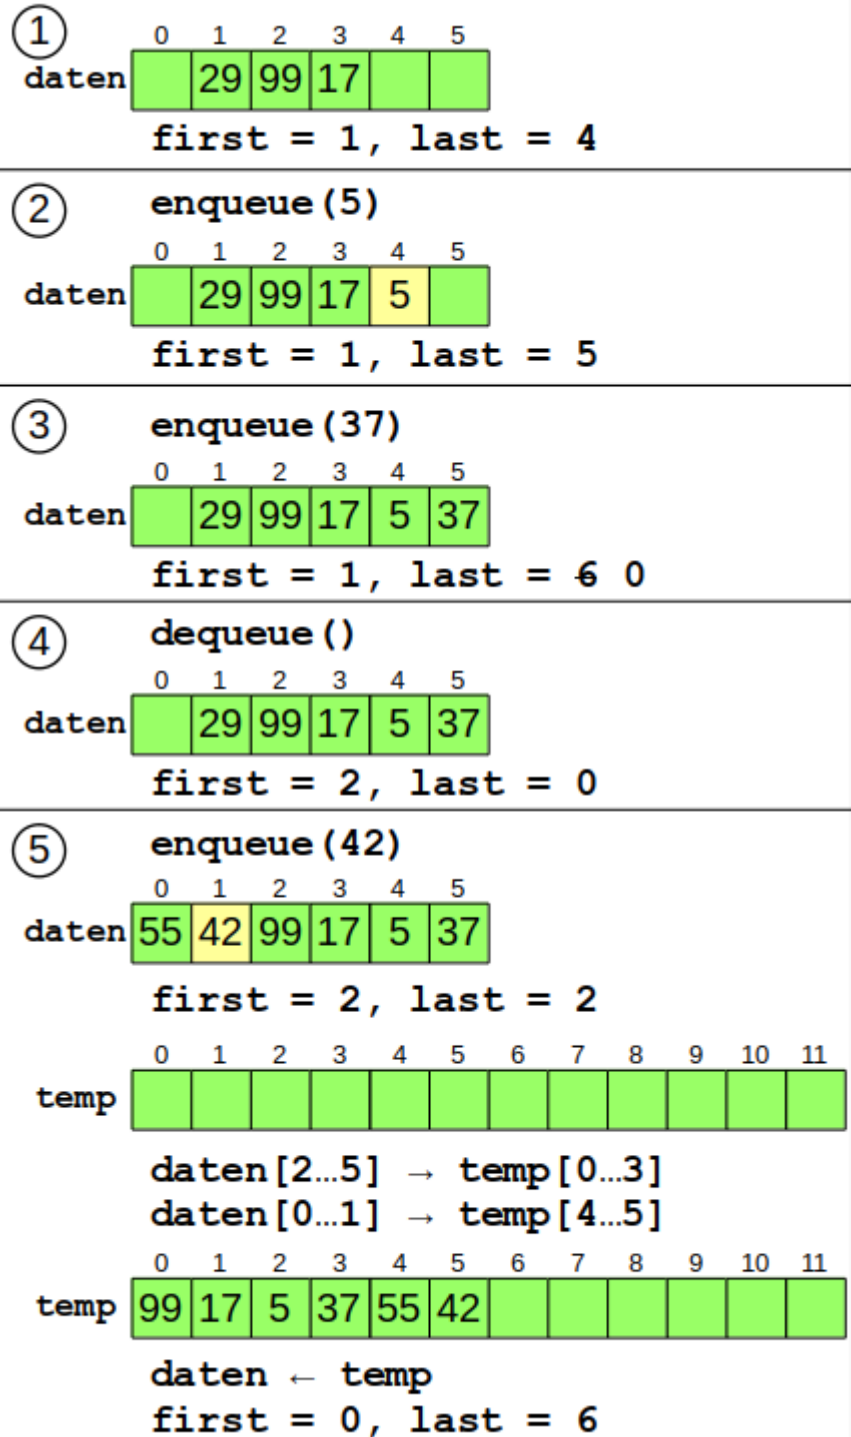 1
0 1 2 3 4 5
daten 29 99 17
first = 1, last = 4
2 enqueue(5)
0 1 2 3 4 5
daten 29 99 17 5
first = 1, last = 5
3 enqueue(37)
0 1 2 3 4 5
daten 29 99 17 5 37
first = 1, last = 6 0
4 dequeue()
0 1 2 3 4 5
daten 29 99 17 5 37
first = 2, last = 0
5 enqueue(42)
0 1 2 3 4 5
daten 55 42 99 17 5 37
first = 2, last = 2
0 1 2 3 4 5 6 7 8 9 10 11
temp
daten[2…5] → temp[0…3]
daten[0…1] → temp[4…5]
0 1 2 3 4 5 6 7 8 9 10 11
temp 99 17 5 37 55 42
daten ← temp
first = 0, last = 6